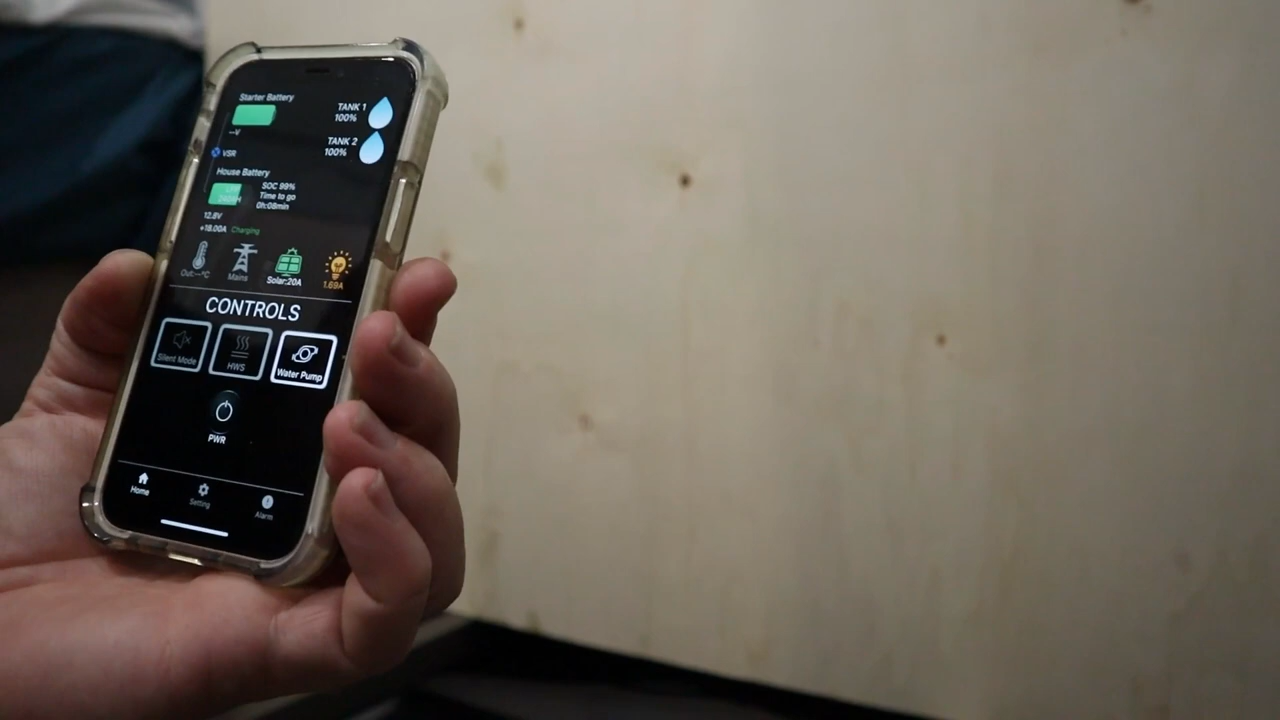 Starter Battery
--V
TANK 1
100%
TANK 2
100%
VSR
House Battery
SOC 99%
Time to go
0h:08min
12.8V
+18.00A Charging
Out:--°C
Mains
Solar:20A
1.69A
CONTROLS
Silent Mode
HWS
Water Pump
PWR
Home
Setting
Alarm